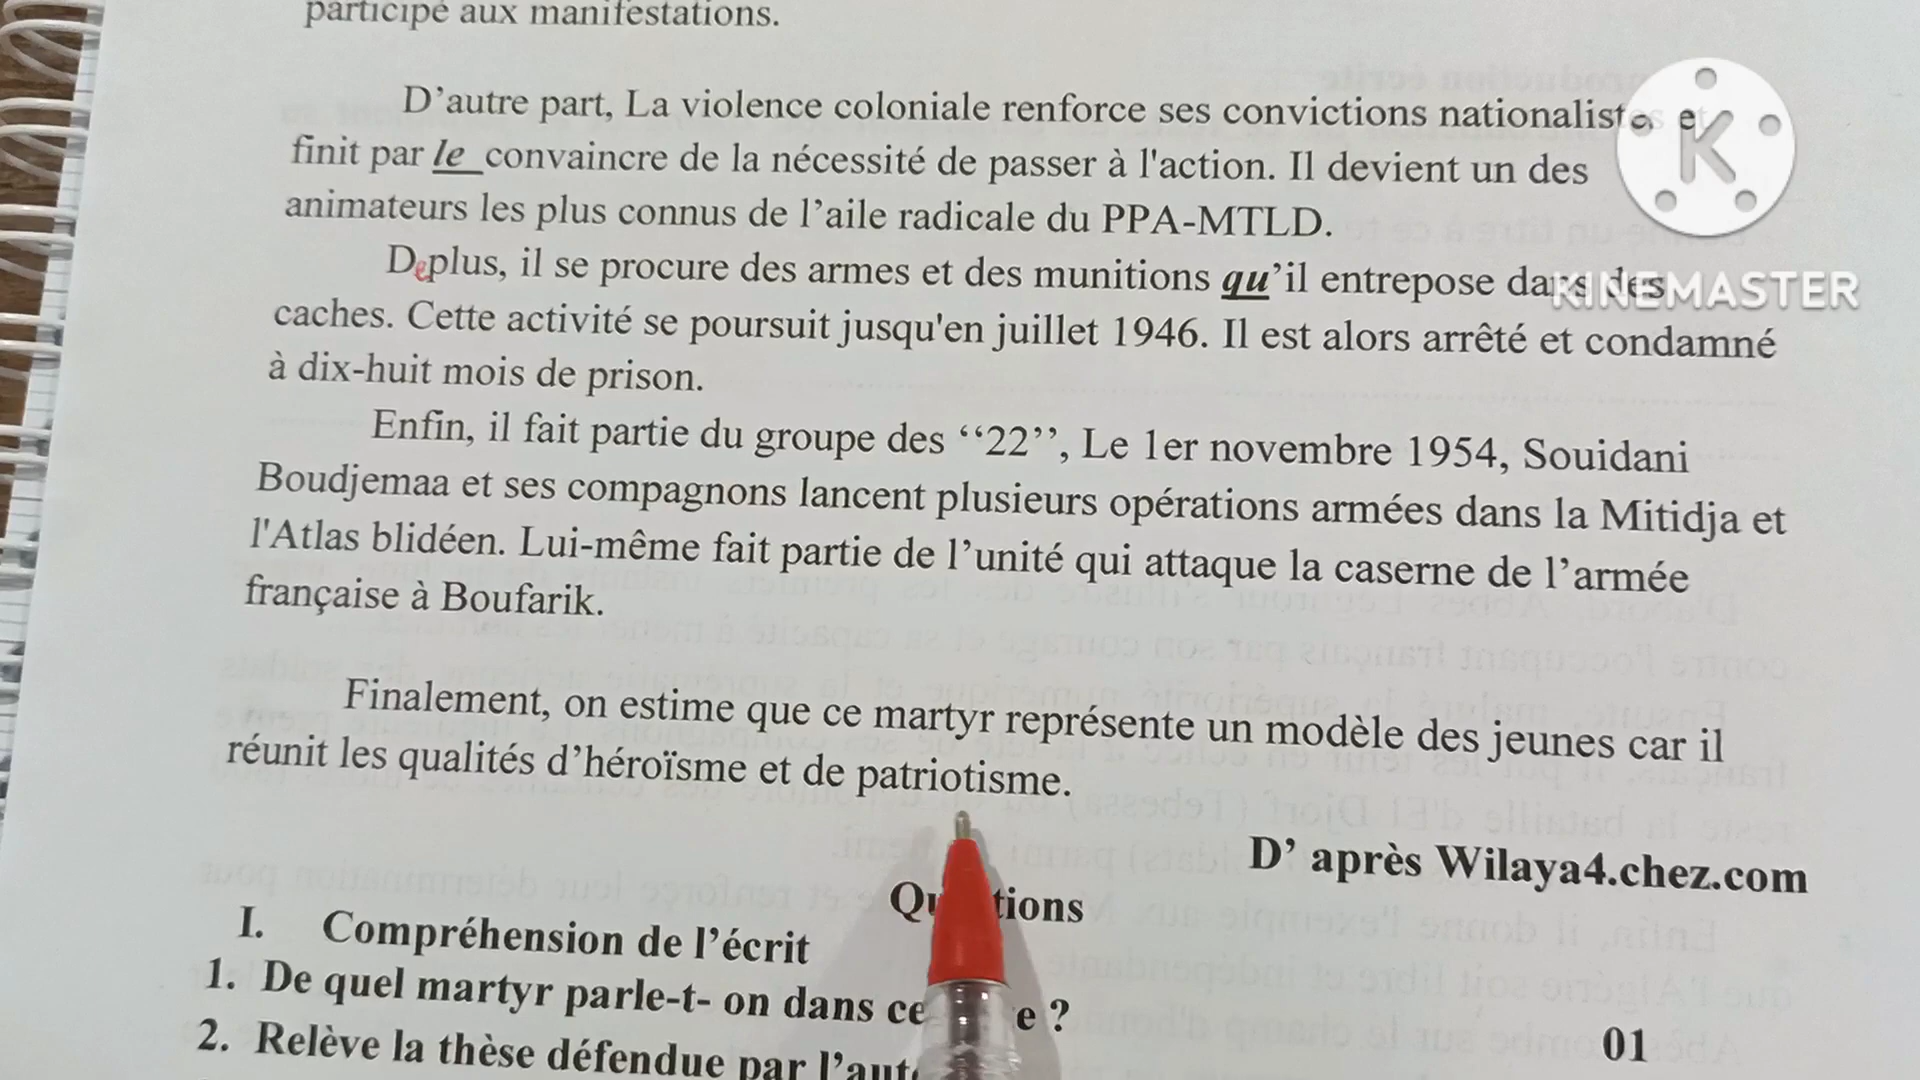 participé aux manifestations.
D'autre part, La violence coloniale renforce ses convictions nationalistes et
finit par le convaincre de la nécessité de passer à l'action. Il devient un des
animateurs les plus connus de l'aile radicale du PPA-MTLD.
De plus, il se procure des armes et des munitions qu'il entrepose dans des
caches. Cette activité se poursuit jusqu'en juillet 1946. Il est alors arrêté et condamné
à dix-huit mois de prison.
Enfin, il fait partie du groupe des ‘‘22’’, Le 1er novembre 1954, Souidani
Boudjemaa et ses compagnons lancent plusieurs opérations armées dans la Mitidja et
l'Atlas blidéen. Lui-même fait partie de l'unité qui attaque la caserne de l'armée
française à Boufarik.
Finalement, on estime que ce martyr représente un modèle des jeunes car il
réunit les qualités d'héroïsme et de patriotisme.
D' après Wilaya4.chez.com
Questions
I. Compréhension de l'écrit
1. De quel martyr parle-t- on dans ce ?
2. Relève la thèse défendue par
01
K
KINEMASTER